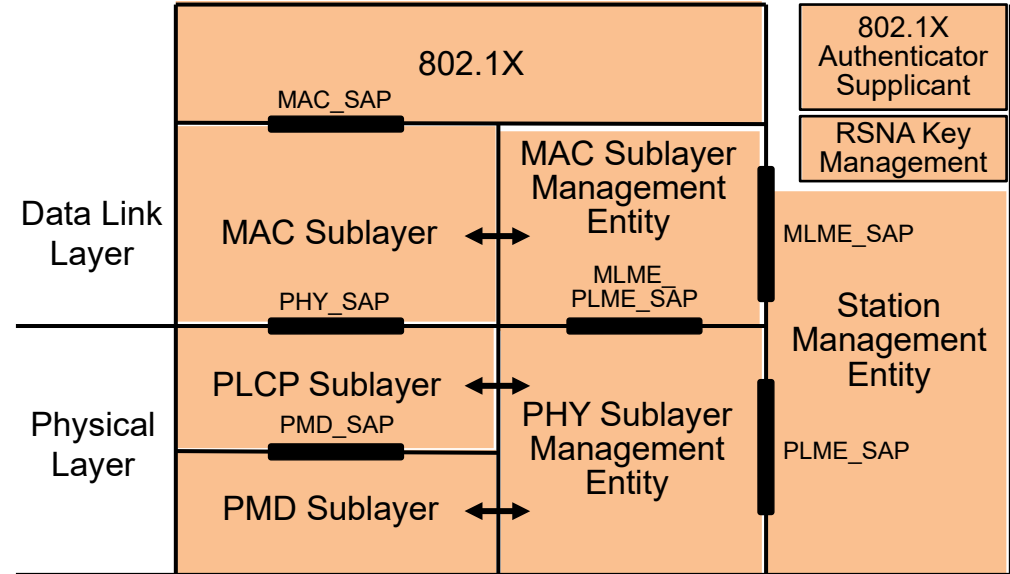 802.1X
MAC_SAP
802.1X
Authenticator
Supplicant
RSNA Key
Management
Data Link
Layer
MAC Sublayer
MAC Sublayer
Management
Entity
MLME_
PLME_SAP
MLME_SAP
PHY_SAP
Station
Management
Entity
Physical
Layer
PLCP Sublayer
PMD_SAP
PHY Sublayer
Management
Entity
PLME_SAP
PMD Sublayer